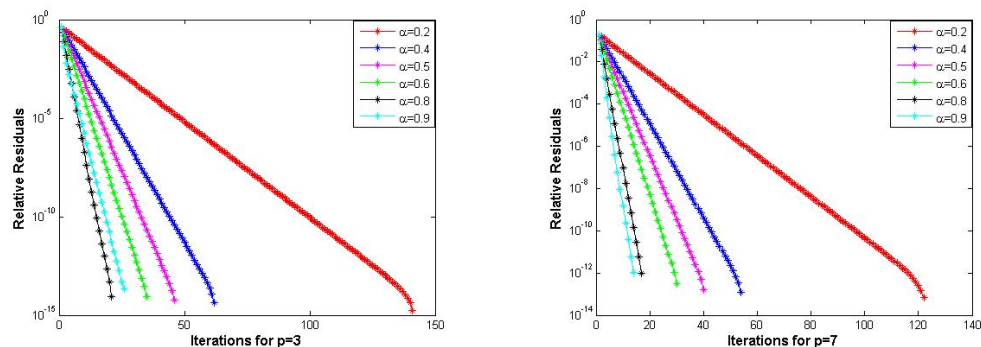 10^0
10^-5
10^-10
10^-15
0
50
100
150
Relative Residuals
Iterations for p=3
α=0.2
α=0.4
α=0.5
α=0.6
α=0.8
α=0.9
10^0
10^-2
10^-4
10^-6
10^-8
10^-10
10^-12
10^-14
0
20
40
60
80
100
120
140
Relative Residuals
Iterations for p=7
α=0.2
α=0.4
α=0.5
α=0.6
α=0.8
α=0.9